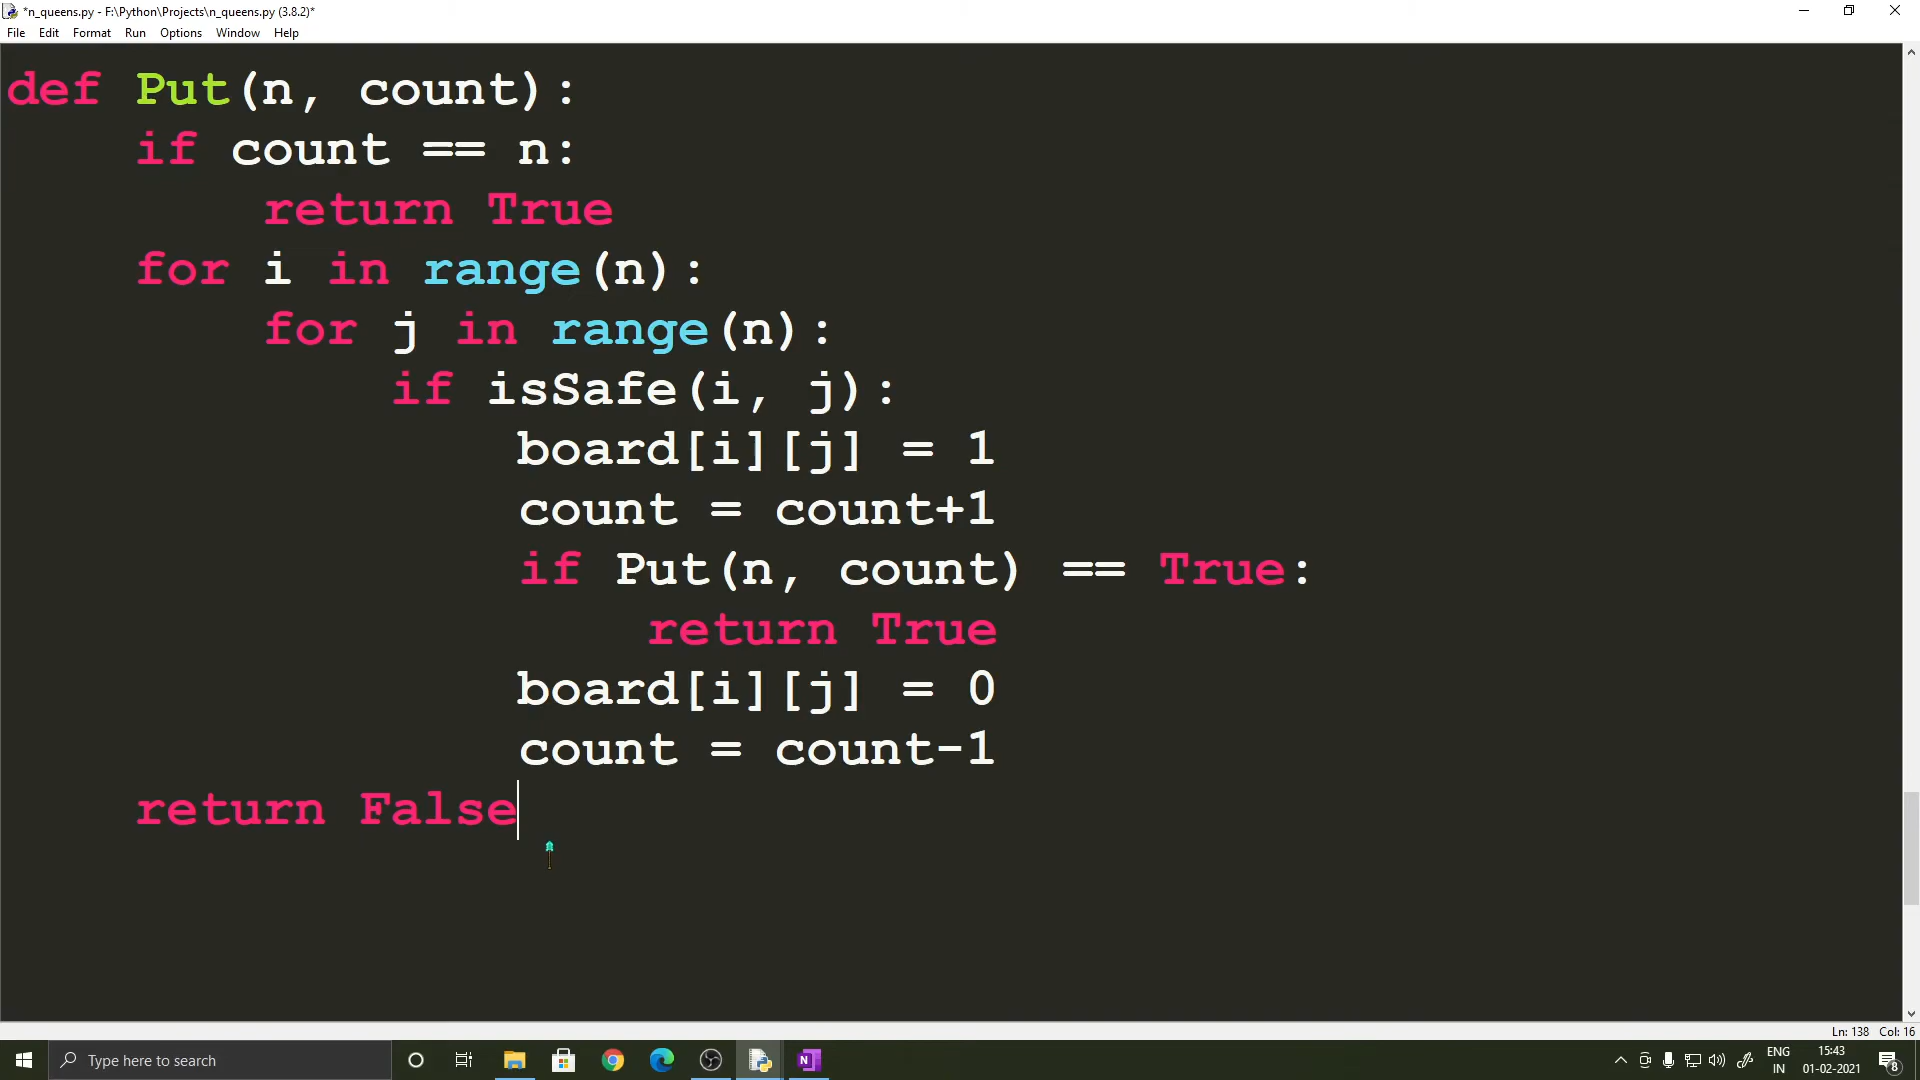 *n_queens.py - F:\Python\Projects\n_queens.py (3.8.2)*
File Edit Format Run Options Window Help
def Put(n, count):
    if count == n:
        return True
    for i in range(n):
        for j in range(n):
            if isSafe(i, j):
                board[i][j] = 1
                count = count+1
                if Put(n, count) == True:
                    return True
                board[i][j] = 0
                count = count-1
    return False
Ln: 138 Col: 16
Type here to search
N
ENG
IN
15:43
01-02-2021
8